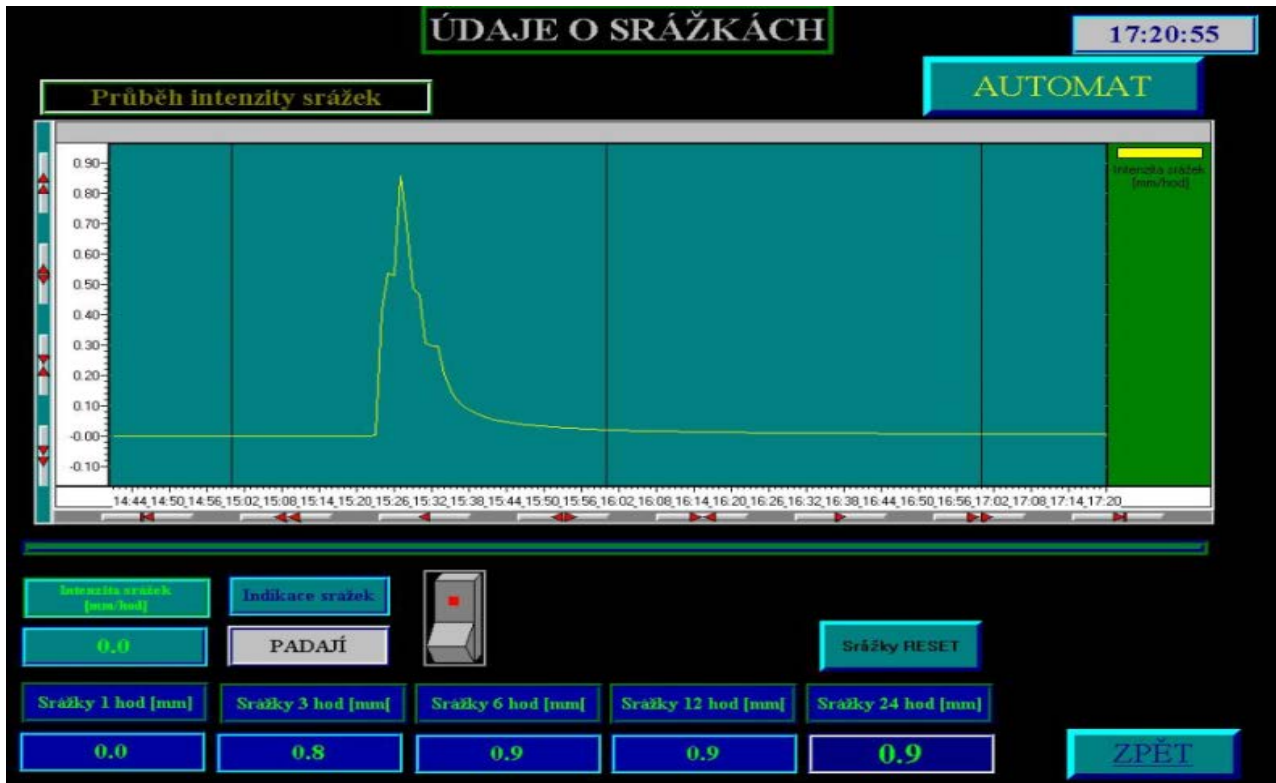 ÚDAJE O SRÁŽKÁCH
17:20:55
AUTOMAT
Průběh intenzity srážek
0.90
0.80
0.70
0.60
0.50
0.40
0.30
0.20
0.10
-0.00
-0.10
Intenzita srážek
[mm/hod]
14:44 14:50 14:56 15:02 15:08 15:14 15:20 15:26 15:32 15:38 15:44 15:50 15:56 16:02 16:08 16:14 16:20 16:26 16:32 16:38 16:44 16:50 16:56 17:02 17:08 17:14 17:20
Intenzita srážek
[mm/hod]
Indikace srážek
0.0
PADAJÍ
Srážky RESET
Srážky 1 hod [mm]
Srážky 3 hod [mm[
Srážky 6 hod [mm[
Srážky 12 hod [mm[
Srážky 24 hod [mm]
0.0
0.8
0.9
0.9
0.9
ZPĚT